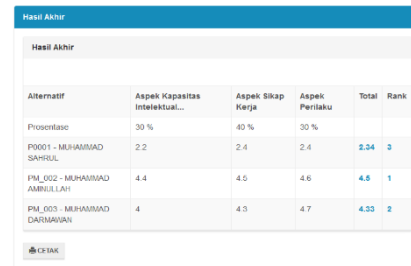 Hasil Akhir
Hasil Akhir
Alternatif Aspek Kapasitas Intelektual... Aspek Sikap Kerja Aspek Perilaku Total Rank
Prosentase 30 % 40 % 30 %
P0001 - MUHAMMAD SAHRUL 2.2 2.4 2.4 2.34 3
PM_002 - MUHAMMAD AMINULLAH 4.4 4.5 4.6 4.5 1
PM_003 - MUHAMMAD DARMAWAN 4 4.3 4.7 4.33 2
CETAK